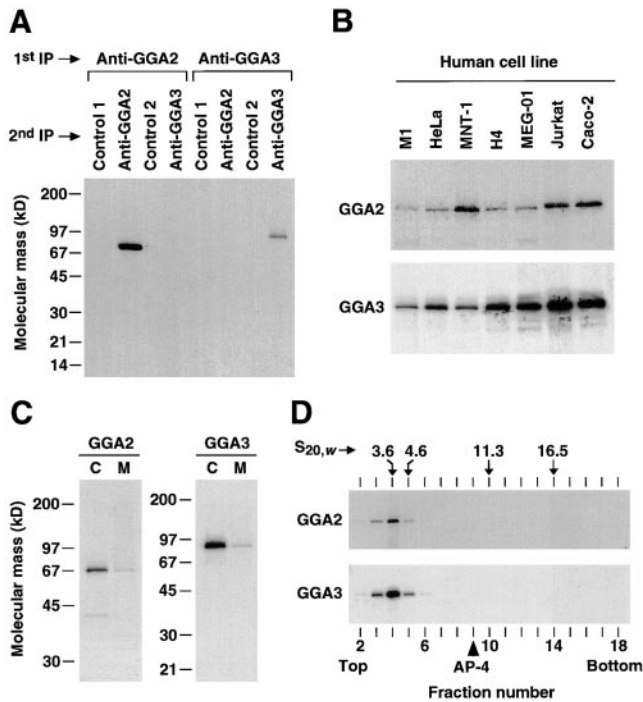 A
1st IP → Anti-GGA2 Anti-GGA3
2nd IP → Control 1 Anti-GGA2 Control 2 Anti-GGA3 Control 1 Anti-GGA2 Control 2 Anti-GGA3
Molecular mass (kD)
200
97
67
45
30
21
14
B
Human cell line
M1 HeLa MNT-1 H4 MEG-01 Jurkat Caco-2
GGA2
GGA3
C
GGA2
C M
Molecular mass (kD)
200
97
67
45
30
GGA3
C M
200
97
67
45
30
21
D
S20,w → 3.6 4.6 11.3 16.5
GGA2
GGA3
2 6 10 14 18
Top AP-4 Bottom
Fraction number